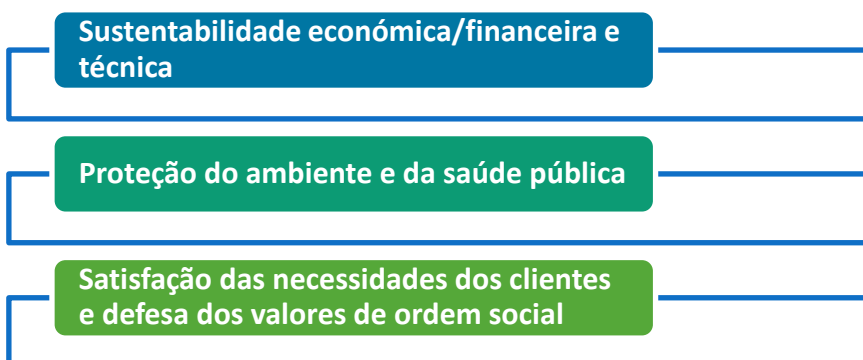 Sustentabilidade económica/financeira e
técnica
Proteção do ambiente e da saúde pública
Satisfação das necessidades dos clientes
e defesa dos valores de ordem social